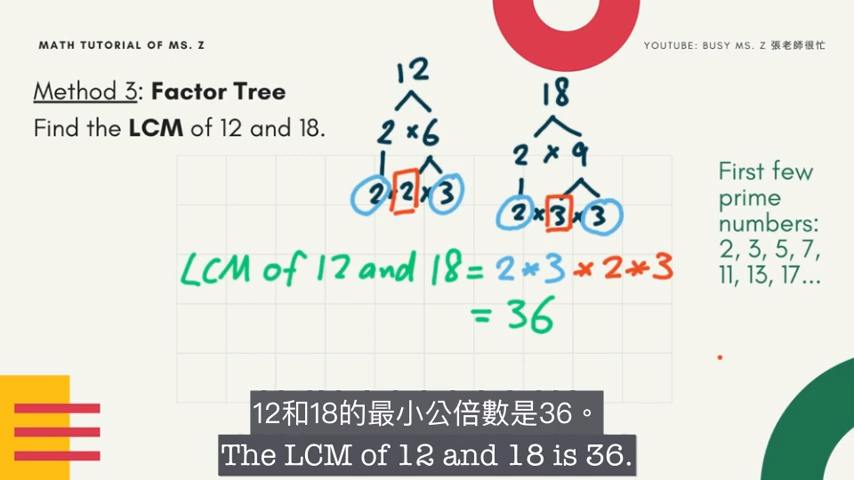 MATH TUTORIAL OF MS. Z
YOUTUBE: BUSY MS. Z 張老師很忙
Method 3: Factor Tree
Find the LCM of 12 and 18.
12
2 × 6
2 × 2 × 3
18
2 × 9
2 × 3 × 3
First few
prime
numbers:
2, 3, 5, 7,
11, 13, 17...
LCM of 12 and 18 = 2 * 3 * 2 * 3
= 36
12和18的最小公倍數是36。
The LCM of 12 and 18 is 36.